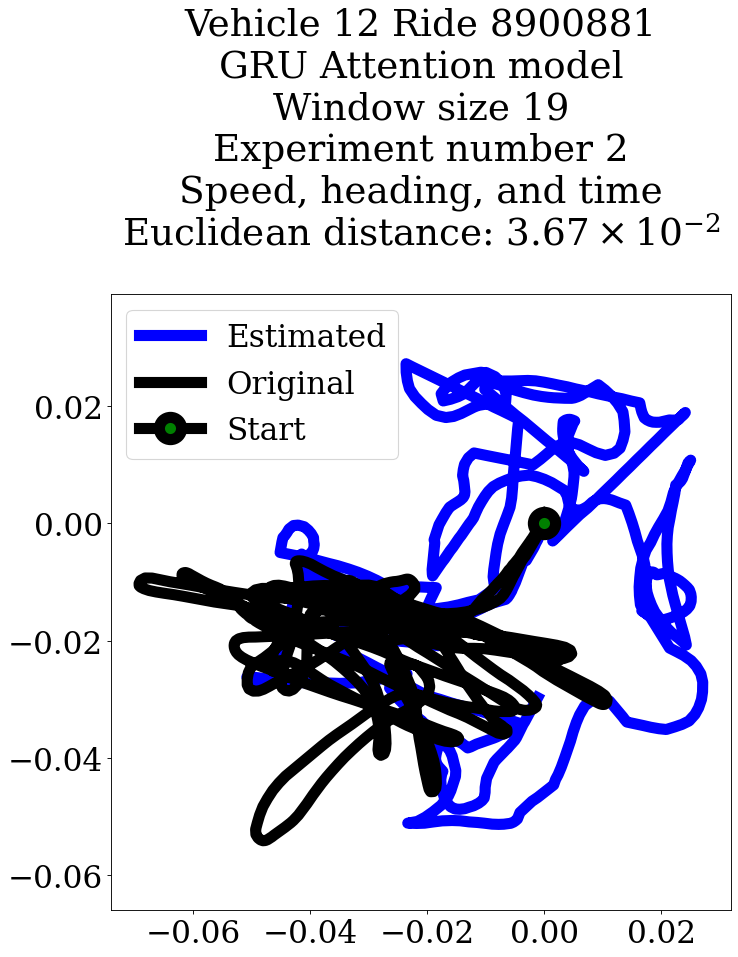 Vehicle 12 Ride 8900881
GRU Attention model
Window size 19
Experiment number 2
Speed, heading, and time
Euclidean distance: 3.67 × 10⁻²
Estimated
Original
Start
0.02
0.00
−0.02
−0.04
−0.06
−0.06 −0.04 −0.02 0.00 0.02